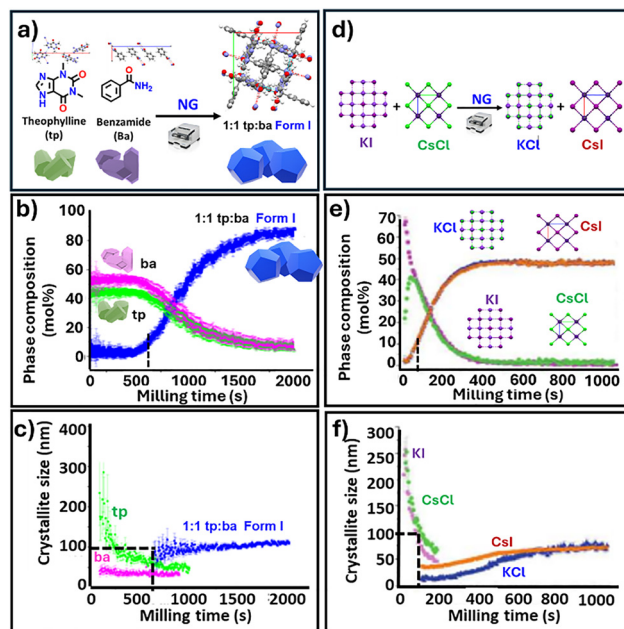 a)
N
N
N
H
O
O
N
Me
O
NH₂
NG
Theophylline
(tp)
Benzamide
(Ba)
1:1 tp:ba Form I
d)
NG
+
+
KI
CsCl
KCl
CsI
b)
Phase composition
(mol%)
100
80
60
40
20
0
ba
tp
1:1 tp:ba Form I
0 500 1000 1500 2000
Milling time (s)
e)
Phase composition
(mol%)
70
60
50
40
30
20
10
0
KCl
CsI
KI
CsCl
0 200 400 600 800 1000
Milling time (s)
c)
Crystallite size (nm)
400
300
200
100
0
tp
ba
1:1 tp:ba Form I
0 500 1000 1500 2000
Milling time (s)
f)
Crystallite size (nm)
300
250
200
150
100
50
0
KI
CsCl
CsI
KCl
0 200 400 600 800 1000
Milling time (s)